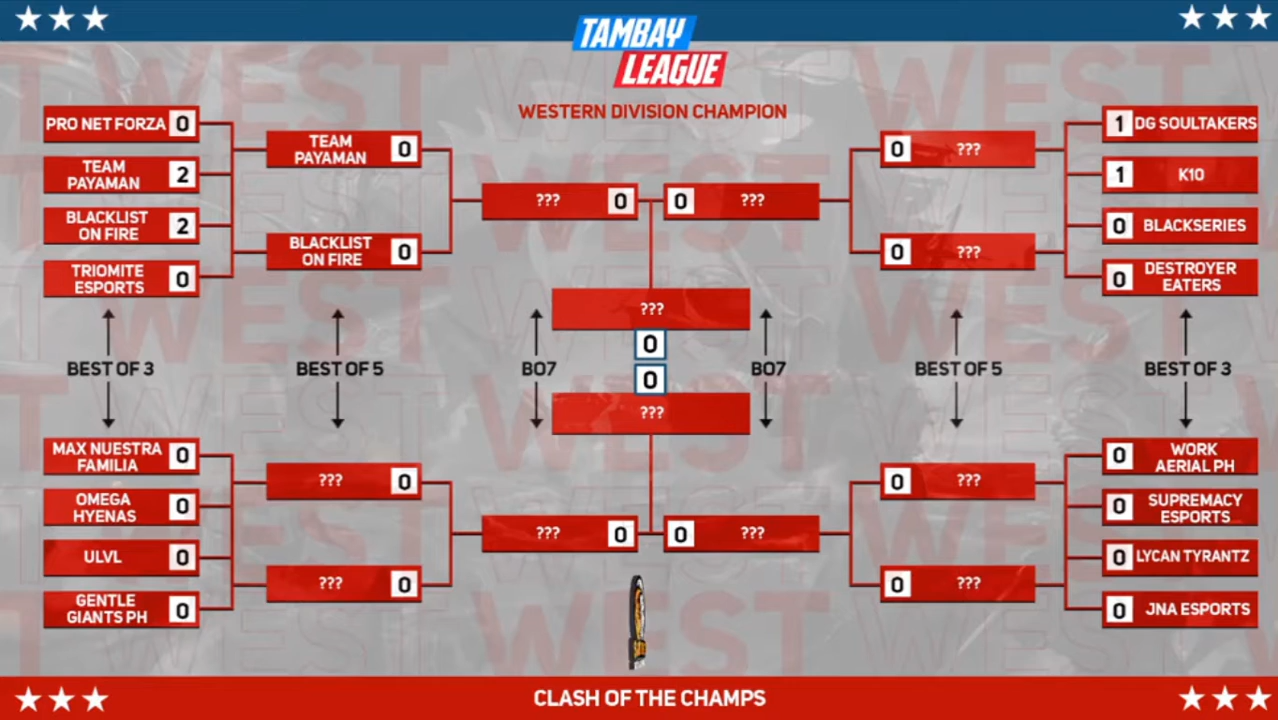 TAMBAY
LEAGUE
WESTERN DIVISION CHAMPION
PRO NET FORZA 0
TEAM
PAYAMAN 2
BLACKLIST
ON FIRE 2
TRIOMITE
ESPORTS 0
TEAM
PAYAMAN 0
BLACKLIST
ON FIRE 0
??? 0
0 ???
0 ???
0 ???
1 DG SOULTAKERS
1 K10
0 BLACKSERIES
0 DESTROYER
EATERS
???
0
0
???
BEST OF 3
BEST OF 5
BO7
BO7
BEST OF 5
BEST OF 3
MAX NUESTRA
FAMILIA 0
OMEGA
HYENAS 0
ULVL 0
GENTLE
GIANTS PH 0
??? 0
??? 0
??? 0
0 ???
0 ???
0 ???
0 WORK
AERIAL PH
0 SUPREMACY
ESPORTS
0 LYCAN TYRANTZ
0 JNA ESPORTS
CLASH OF THE CHAMPS
WEST